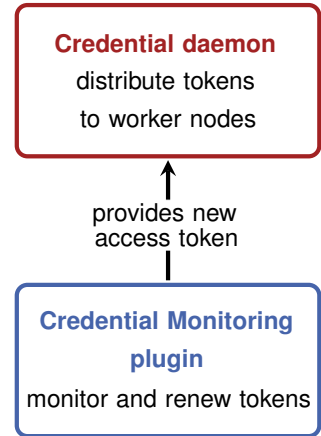 Credential daemon
distribute tokens
to worker nodes
provides new
access token
Credential Monitoring
plugin
monitor and renew tokens